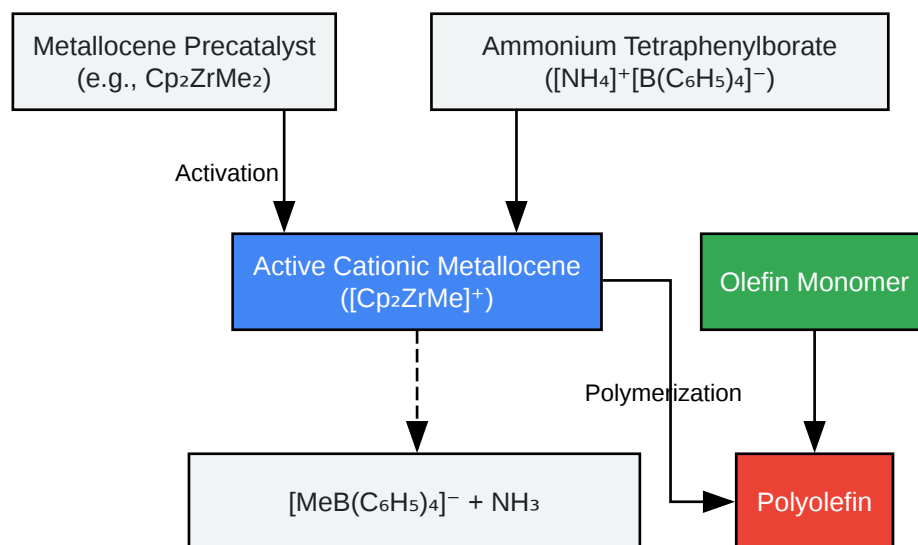 Metallocene Precatalyst
(e.g., Cp₂ZrMe₂)
Ammonium Tetraphenylborate
([NH₄]⁺[B(C₆H₅)₄]⁻)
Activation
Active Cationic Metallocene
([Cp₂ZrMe]⁺)
Olefin Monomer
Polymerization
[MeB(C₆H₅)₄]⁻ + NH₃
Polyolefin